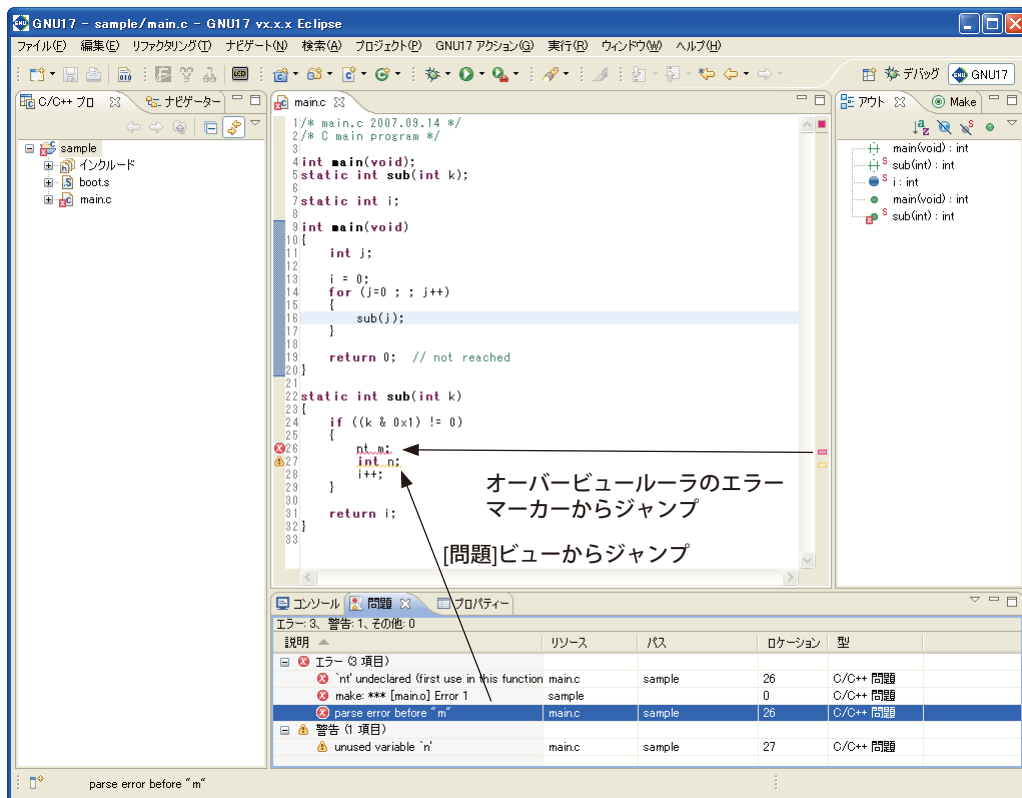 GNU17 - sample/main.c - GNU17 vx.x.x Eclipse
ファイル(F) 編集(E) リファクタリング(T) ナビゲート(N) 検索(A) プロジェクト(P) GNU17 アクション(G) 実行(R) ウィンドウ(W) ヘルプ(H)
デバッグ GNU17
C/C++ プロ ナビゲーター
sample
インクルード
boot.s
main.c
main.c
1 /* main.c 2007.09.14 */
2 /* C main program */
3
4 int main(void);
5 static int sub(int k);
6
7 static int i;
8
9 int main(void)
10 {
11 int j;
12
13 i = 0;
14 for (j=0 ; ; j++)
15 {
16 sub(j);
17 }
18
19 return 0; // not reached
20 }
21
22 static int sub(int k)
23 {
24 if ((k & 0x1) != 0)
25 {
26 nt m;
27 int n;
28 i++;
29 }
30
31 return i;
32 }
33
オーバービュールーラのエラー
マーカーからジャンプ
[問題]ビューからジャンプ
アウト Make
main(void) : int
sub(int) : int
i : int
main(void) : int
sub(int) : int
コンソール 問題 プロパティー
エラー: 3、警告: 1、その他: 0
説明 リソース パス ロケーション 型
エラー (3 項目)
`nt' undeclared (first use in this function main.c sample 26 C/C++ 問題
make: *** [main.o] Error 1 sample 0 C/C++ 問題
parse error before "m" main.c sample 26 C/C++ 問題
警告 (1 項目)
unused variable `n' main.c sample 27 C/C++ 問題
parse error before "m"